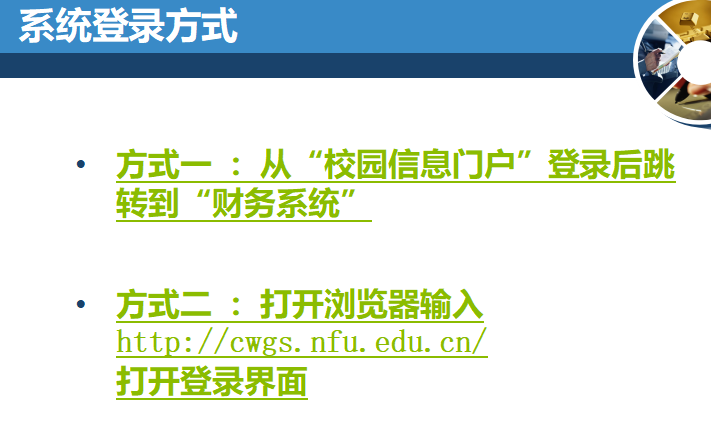 系统登录方式
• 方式一 ：从“校园信息门户”登录后跳
转到“财务系统”
• 方式二 ：打开浏览器输入
http://cwgs.nfu.edu.cn/
打开登录界面